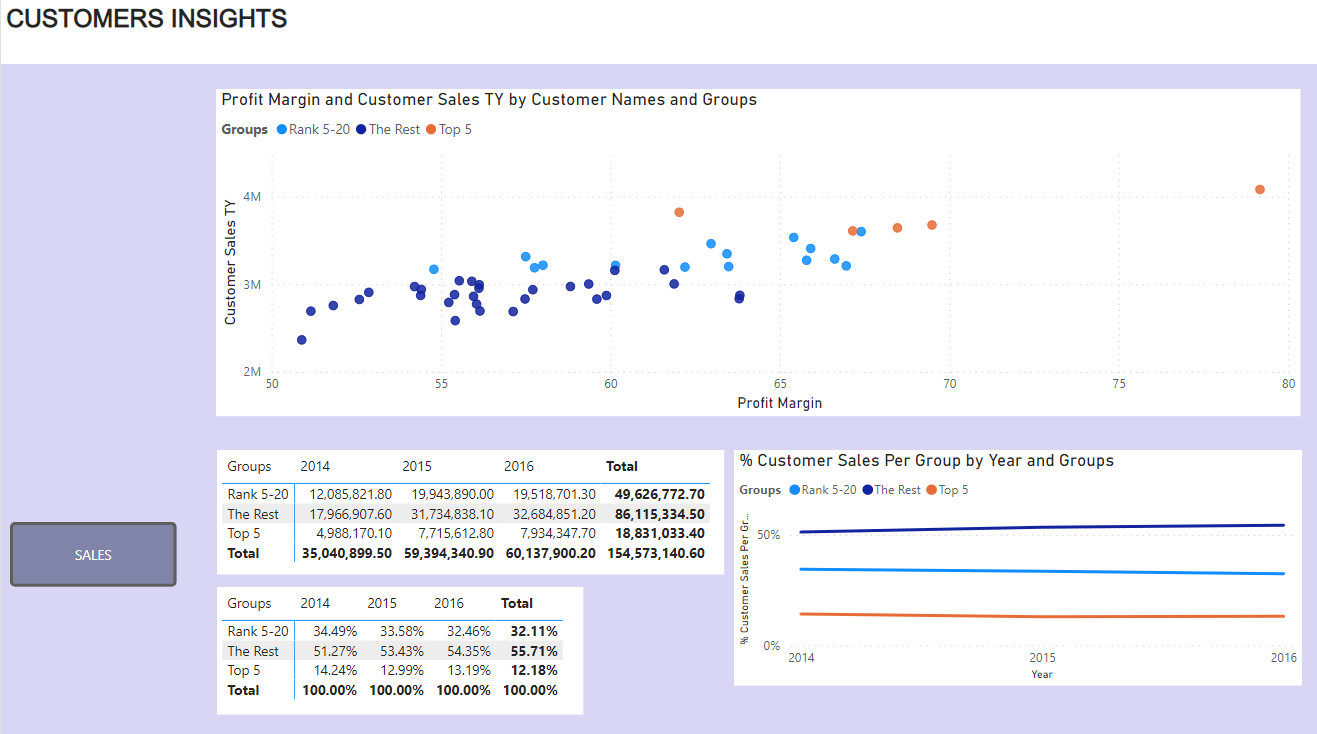 CUSTOMERS INSIGHTS
Profit Margin and Customer Sales TY by Customer Names and Groups
Groups Rank 5-20 The Rest Top 5
Customer Sales TY
4M
3M
2M
50 55 60 65 70 75 80
Profit Margin
Groups 2014 2015 2016 Total
Rank 5-20 12,085,821.80 19,943,890.00 19,518,701.30 49,626,772.70
The Rest 17,966,907.60 31,734,838.10 32,684,851.20 86,115,334.50
Top 5 4,988,170.10 7,715,612.80 7,934,347.70 18,831,033.40
Total 35,040,899.50 59,394,340.90 60,137,900.20 154,573,140.60
% Customer Sales Per Group by Year and Groups
Groups Rank 5-20 The Rest Top 5
% Customer Sales Per Gr...
50%
0%
2014 2015 2016
Year
SALES
Groups 2014 2015 2016 Total
Rank 5-20 34.49% 33.58% 32.46% 32.11%
The Rest 51.27% 53.43% 54.35% 55.71%
Top 5 14.24% 12.99% 13.19% 12.18%
Total 100.00% 100.00% 100.00% 100.00%